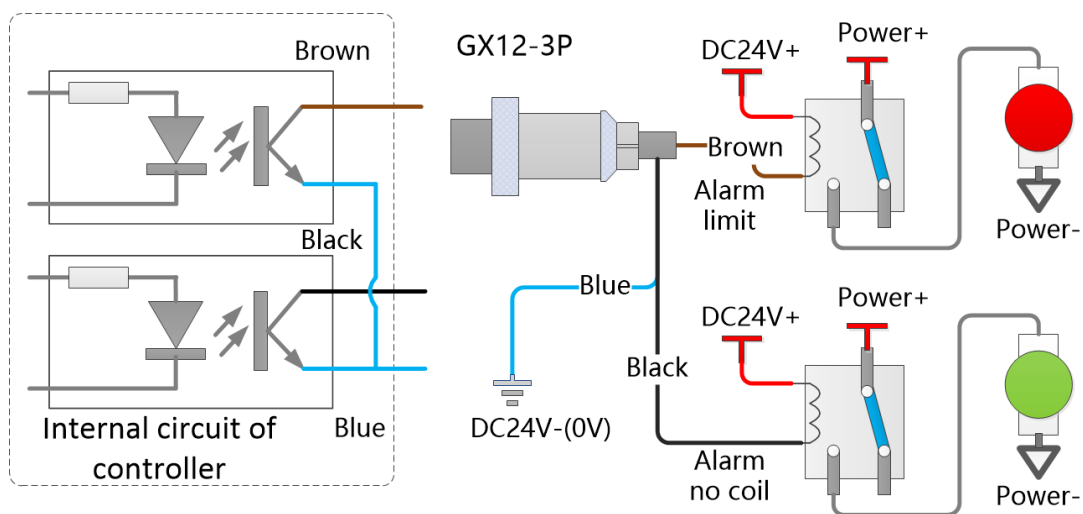 Brown
Black
Blue
Internal circuit of
controller
GX12-3P
DC24V+
Power+
Brown
Alarm
limit
Power-
Blue
DC24V-(0V)
Black
DC24V+
Power+
Alarm
no coil
Power-